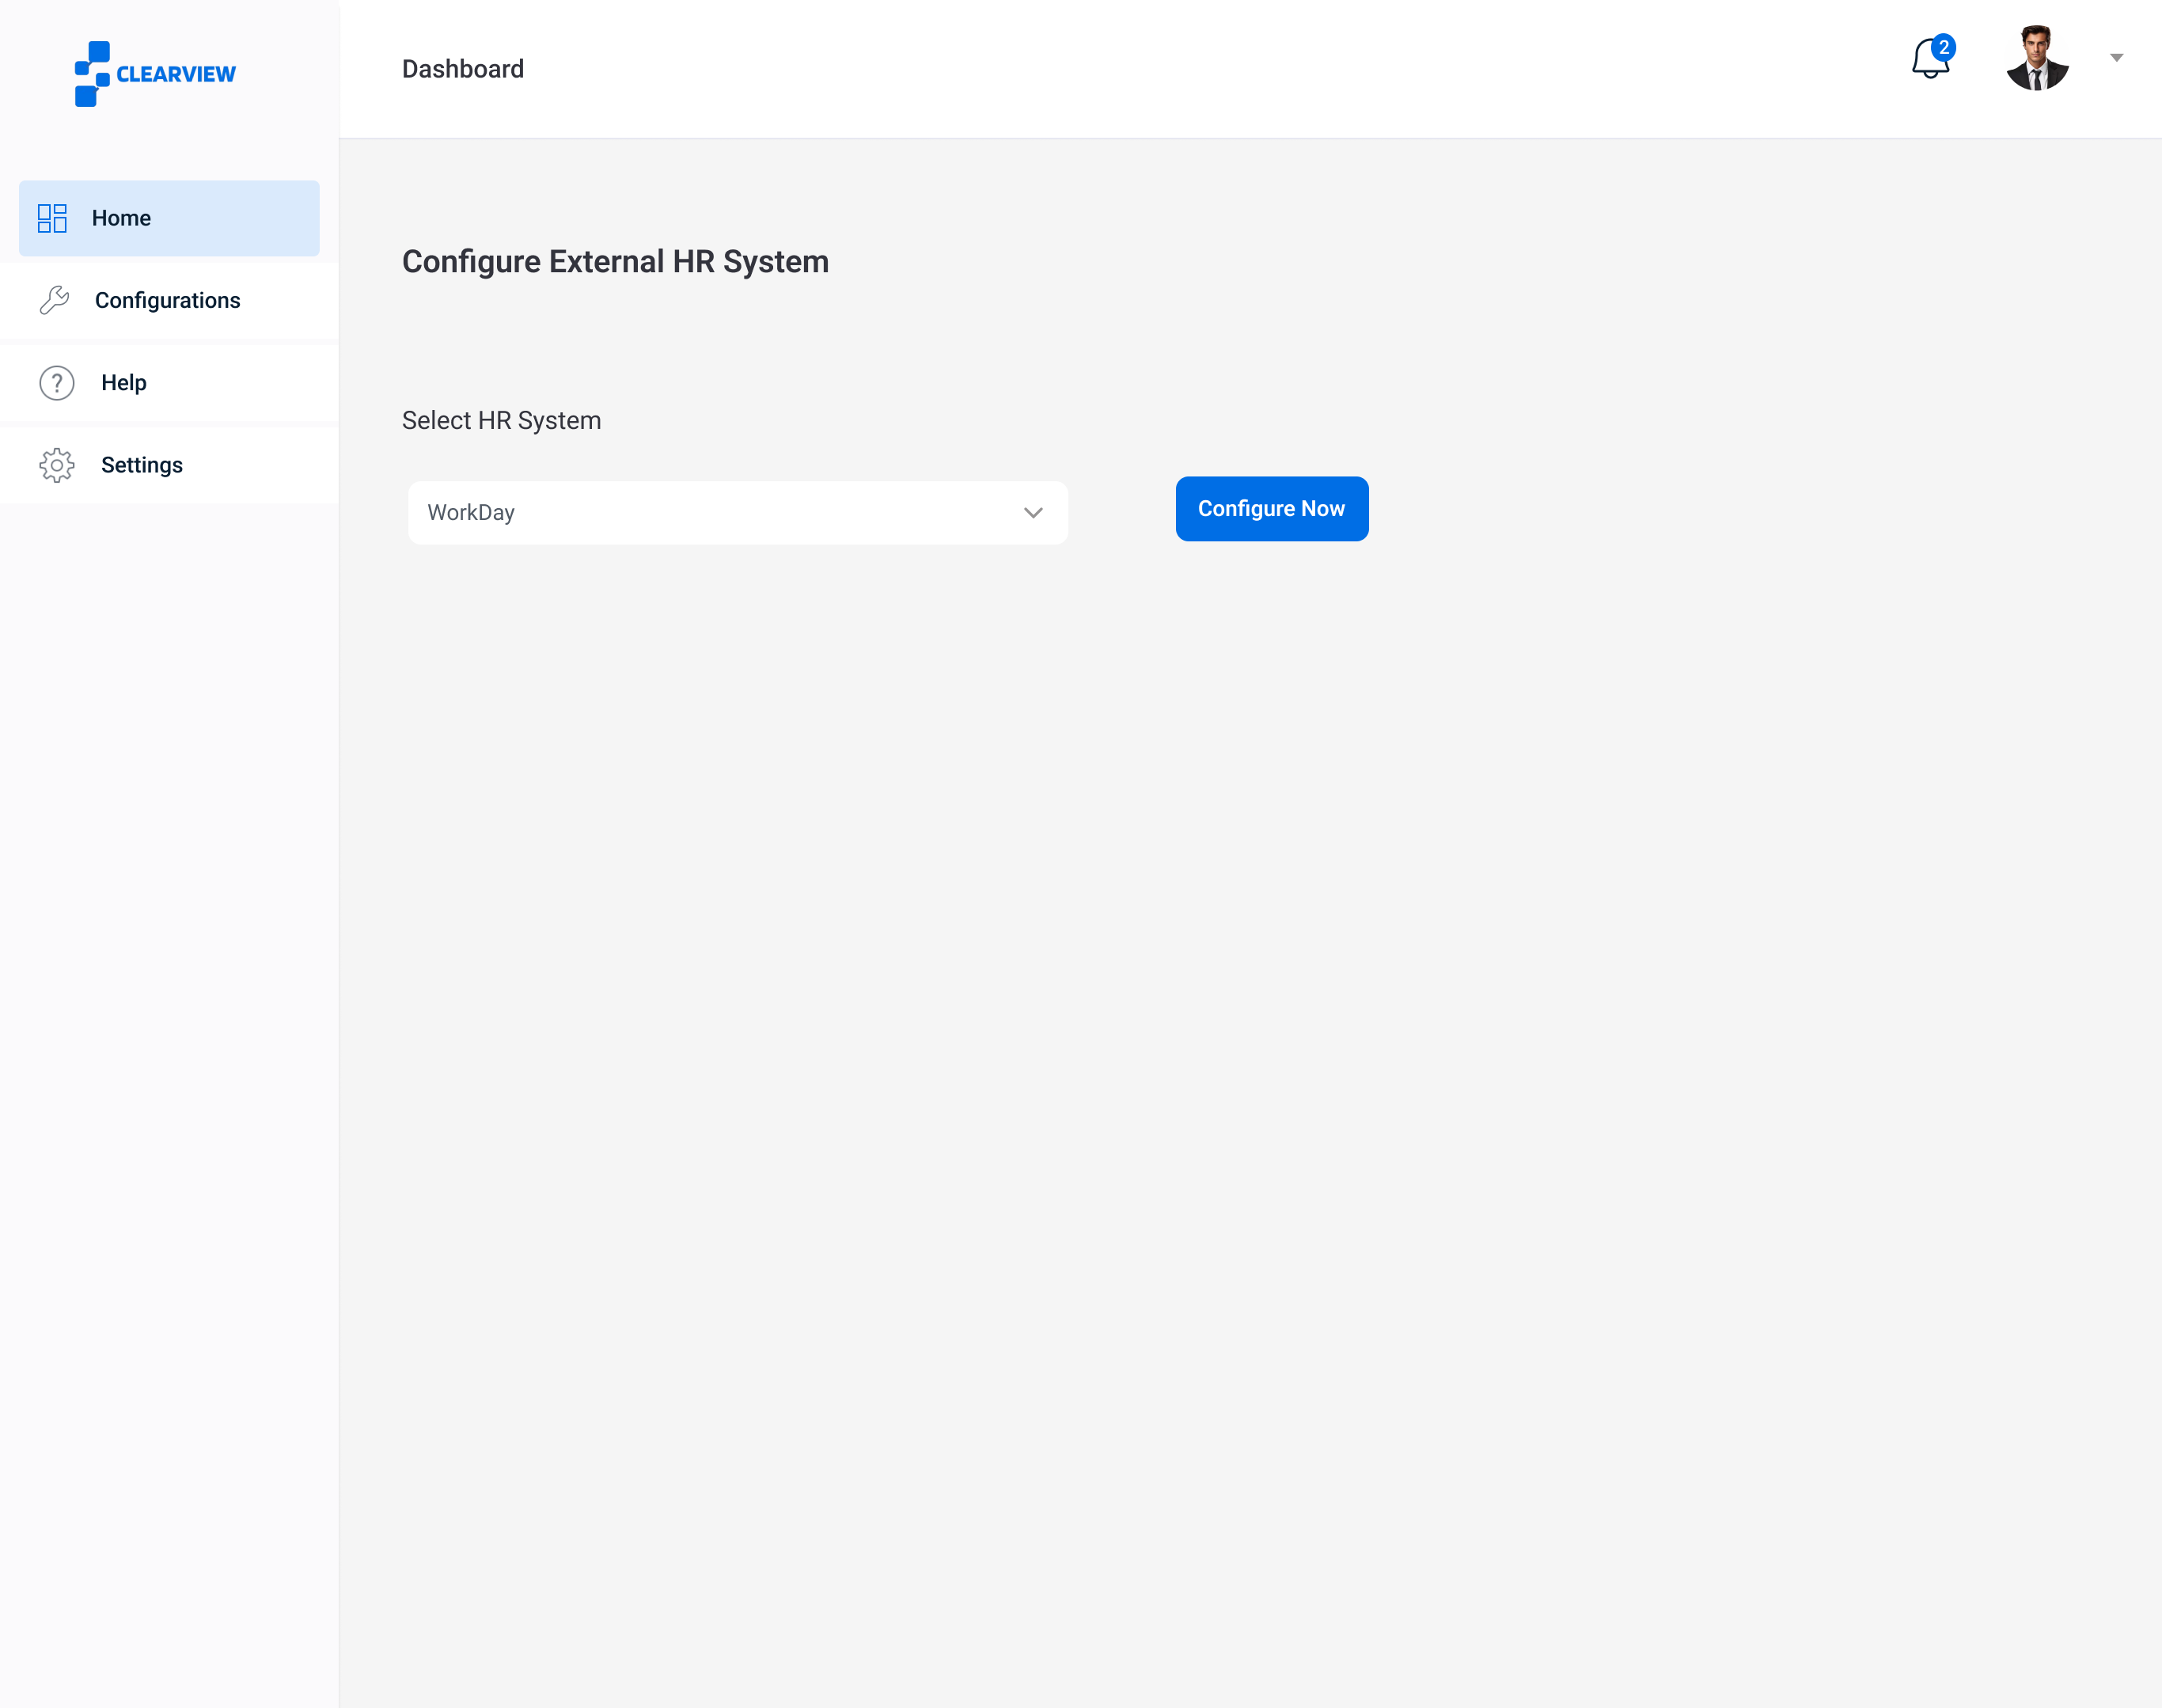 CLEARVIEW
Dashboard
2
Home
Configurations
Help
Settings
Configure External HR System
Select HR System
WorkDay
Configure Now